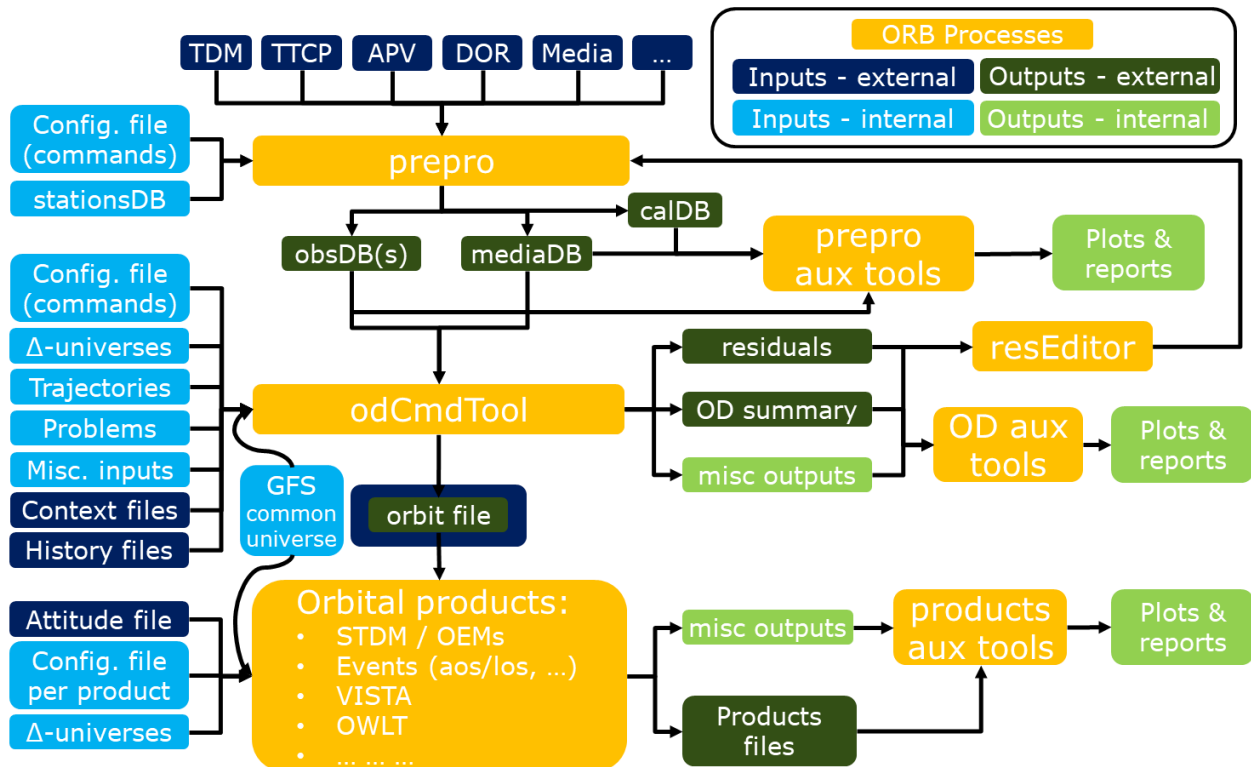 TDM
TTCP
APV
DOR
Media
...
ORB Processes
Inputs - external
Outputs - external
Inputs - internal
Outputs - internal
Config. file
(commands)
stationsDB
prepro
calDB
obsDB(s)
mediaDB
prepro
aux tools
Plots &
reports
Config. file
(commands)
Δ-universes
Trajectories
Problems
Misc. inputs
Context files
History files
odCmdTool
residuals
OD summary
misc outputs
resEditor
OD aux
tools
Plots &
reports
GFS
common
universe
orbit file
Attitude file
Config. file
per product
Δ-universes
Orbital products:
• STDM / OEMs
• Events (aos/los, ...)
• VISTA
• OWLT
• ... ... ...
misc outputs
Products
files
products
aux tools
Plots &
reports